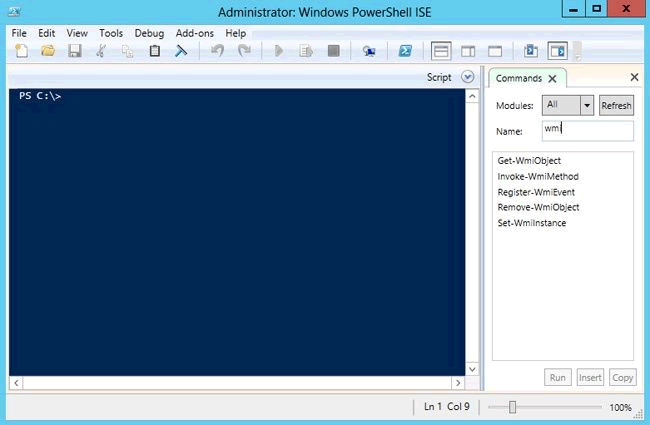 Administrator: Windows PowerShell ISE
File Edit View Tools Debug Add-ons Help
Script
Commands
PS C:\>
Modules: All Refresh
Name: wmi
Get-WmiObject
Invoke-WmiMethod
Register-WmiEvent
Remove-WmiObject
Set-WmiInstance
Run Insert Copy
Ln 1 Col 9 100%